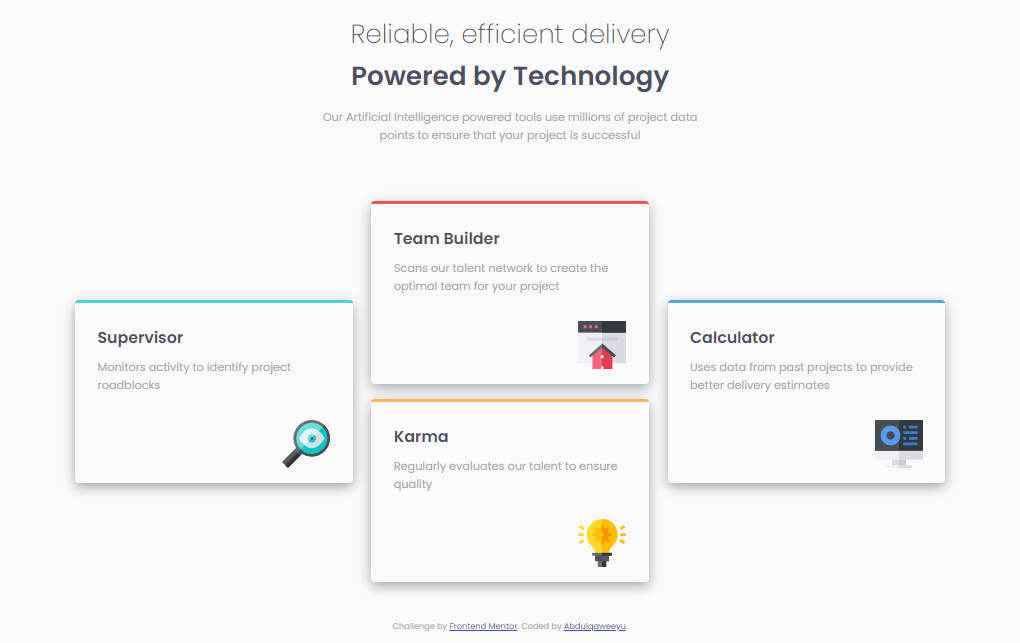 Reliable, efficient delivery
Powered by Technology
Our Artificial Intelligence powered tools use millions of project data
points to ensure that your project is successful
Supervisor
Monitors activity to identify project
roadblocks
Team Builder
Scans our talent network to create the
optimal team for your project
Karma
Regularly evaluates our talent to ensure
quality
Calculator
Uses data from past projects to provide
better delivery estimates
Challenge by Frontend Mentor. Coded by Abdulqaweeyu.